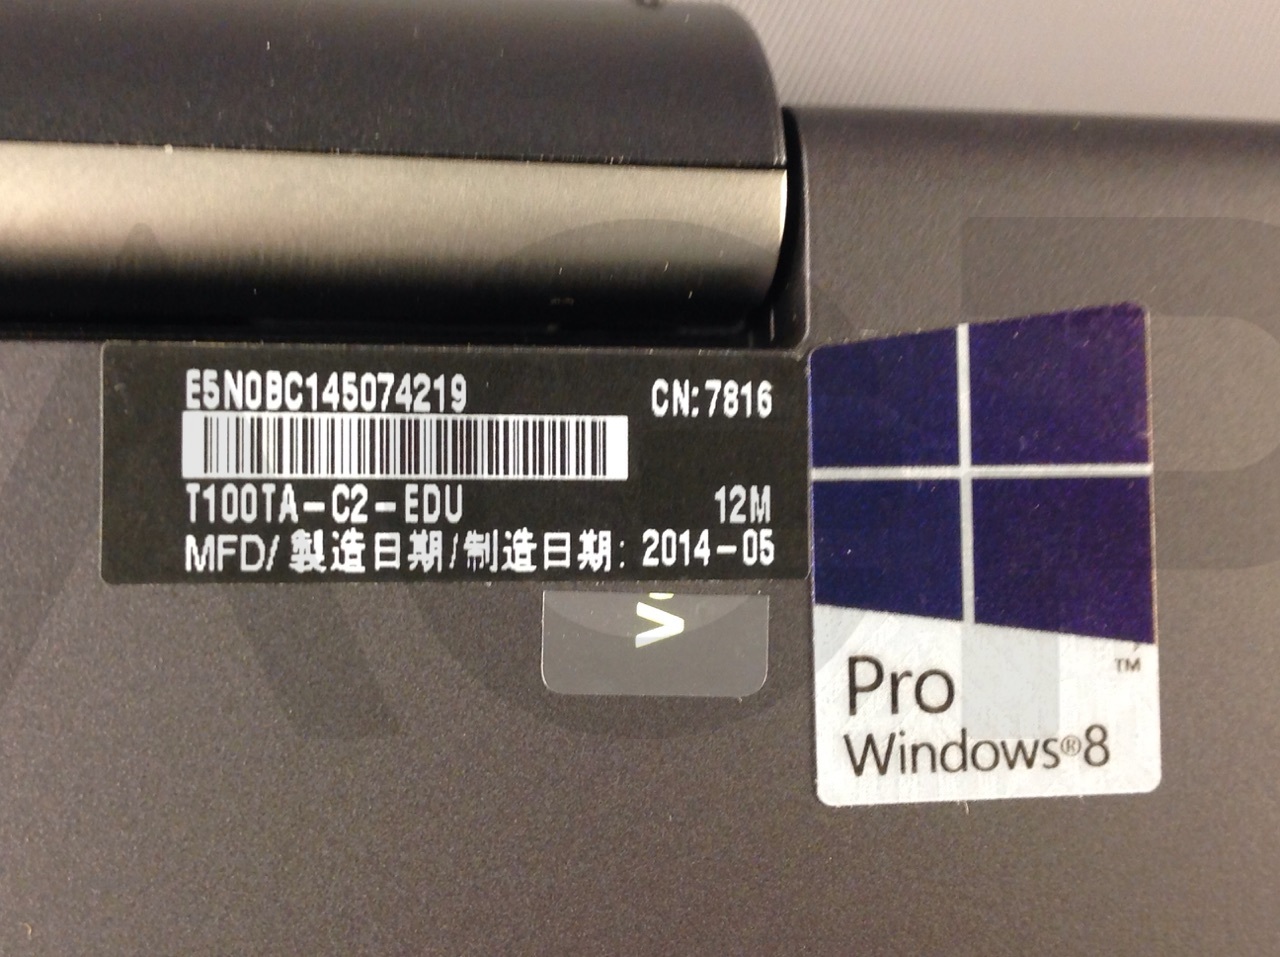 E5N0BC145074219
CN:7816
T100TA-C2-EDU
12M
MFD/ 製造日期/制造日期: 2014-05
Pro
TM
Windows®8